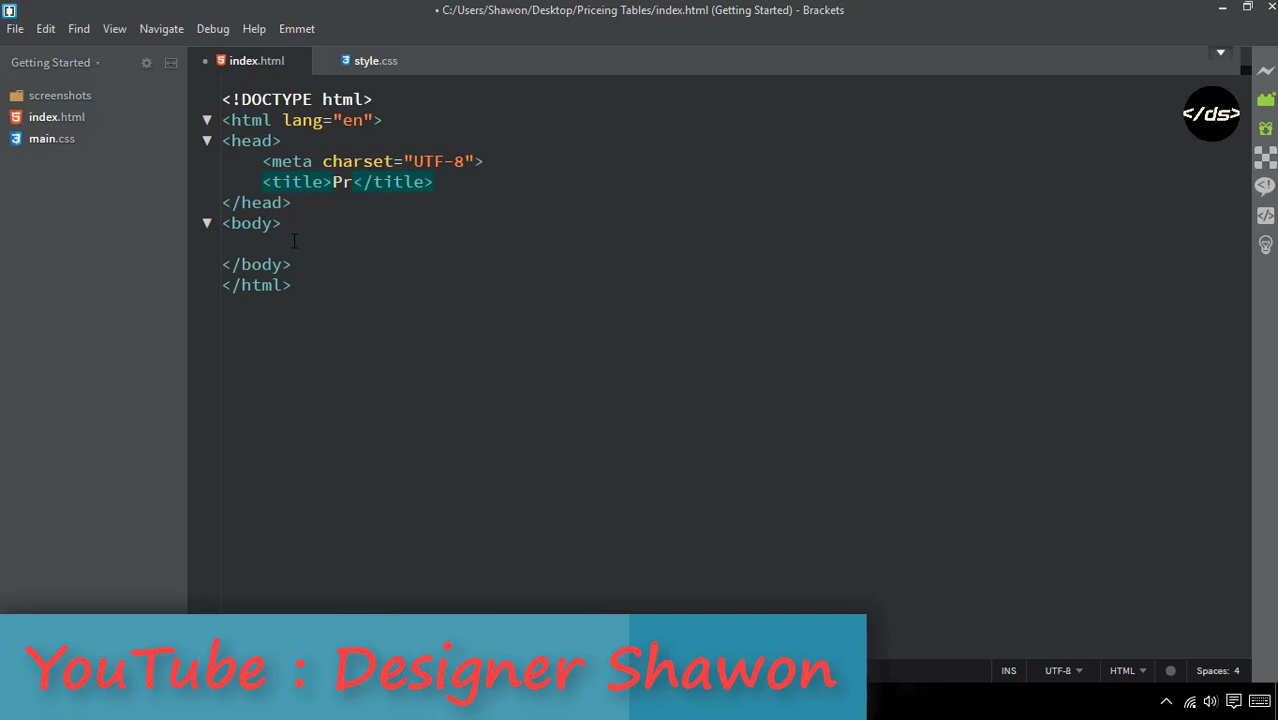 • C:/Users/Shawon/Desktop/Priceing Tables/index.html (Getting Started) - Brackets
File Edit Find View Navigate Debug Help Emmet
Getting Started
• index.html style.css
screenshots
index.html
main.css
</ds>
<!DOCTYPE html>
<html lang="en">
<head>
<meta charset="UTF-8">
<title>Pr</title>
</head>
<body>
</body>
</html>
YouTube : Designer Shawon
INS UTF-8 HTML Spaces: 4